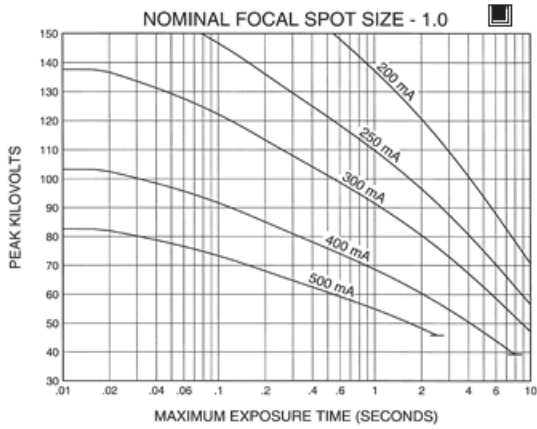 NOMINAL FOCAL SPOT SIZE - 1.0
150
140
130
120
110
100
90
80
70
60
50
40
30
PEAK KILOVOLTS
200 mA
250 mA
300 mA
400 mA
500 mA
.01 .02 .04 .06 .1 .2 .4 .6 1 2 4 6 10
MAXIMUM EXPOSURE TIME (SECONDS)